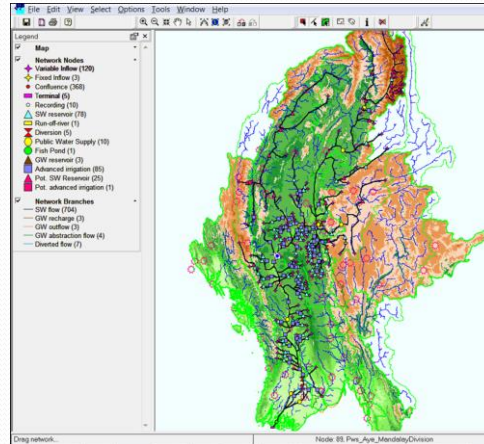 File Edit View Select Options Tools Window Help
Legend
Map
Network Nodes
Variable Inflow (120)
Fixed Inflow (3)
Confluence (368)
Terminal (5)
Recording (10)
SW reservoir (78)
Run-off-river (1)
Diversion (5)
Public Water Supply (10)
Fish Pond (1)
GW reservoir (3)
Advanced irrigation (85)
Pot. SW Reservoir (25)
Pot. advanced irrigation (1)
Network Branches
SW flow (704)
GW recharge (3)
GW outflow (3)
GW abstraction flow (4)
Diverted flow (7)
Drag network...
Node: 89, Pws_Aye_MandalayDivision